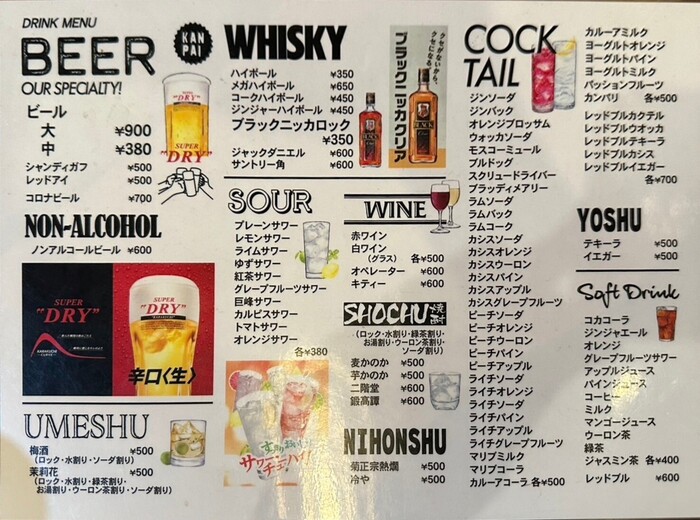 DRINK MENU
BEER
KAN
PAI
OUR SPECIALTY!
ビール
大 ¥900
中 ¥380
シャンディガフ ¥500
レッドアイ ¥500
コロナビール ¥700
SUPER
"DRY"
NON-ALCOHOL
ノンアルコールビール ¥600
SUPER
"DRY"
SUPER
"DRY"
辛口〈生〉
UMESHU
梅酒 ¥500
(ロック・水割り・ソーダ割り)
茉莉花 ¥500
(ロック・水割り・緑茶割り・
お湯割り・ウーロン茶割り・ソーダ割り)
WHISKY
ハイボール ¥350
メガハイボール ¥650
コークハイボール ¥450
ジンジャーハイボール ¥450
ブラックニッカロック
¥350
ジャックダニエル ¥600
サントリー角 ¥600
クセがないから、
クセになる。
ブラックニッカクリア
BLACK
SOUR
プレーンサワー
レモンサワー
ライムサワー
ゆずサワー
紅茶サワー
グレープフルーツサワー
巨峰サワー
カルピスサワー
トマトサワー
オレンジサワー
各¥380
サワー
チューハイ!
WINE
赤ワイン
白ワイン
(グラス) 各¥500
オペレーター ¥600
キティー ¥600
SHOCHU 焼酎
(ロック・水割り・緑茶割り・
お湯割り・ウーロン茶割り・
ソーダ割り)
麦かのか ¥500
芋かのか ¥500
二階堂 ¥600
鍛高譚 ¥600
NIHONSHU
菊正宗熱燗 ¥500
冷や ¥500
COCK
TAIL
ジンソーダ
ジンバック
オレンジブロッサム
ウォッカソーダ
モスコーミュール
ブルドッグ
スクリュードライバー
ブラッディメアリー
ラムソーダ
ラムバック
ラムコーク
カシスソーダ
カシスオレンジ
カシスウーロン
カシスパイン
カシスアップル
カシスグレープフルーツ
ピーチソーダ
ピーチオレンジ
ピーチウーロン
ピーチパイン
ピーチアップル
ライチソーダ
ライチオレンジ
ライチソーダ
ライチパイン
ライチアップル
ライチグレープフルーツ
マリブミルク
マリブコーラ
カルーアコーラ 各¥500
カルーアミルク
ヨーグルトオレンジ
ヨーグルトパイン
ヨーグルトミルク
パッションフルーツ
カンパリ 各¥500
レッドブルカクテル
レッドブルウオッカ
レッドブルテキーラ
レッドブルカシス
レッドブルイエガー
各¥700
YOSHU
テキーラ ¥500
イエガー ¥500
Soft Drink
コカコーラ
ジンジャエール
オレンジ
グレープフルーツサワー
アップルジュース
パインジュース
コーヒー
ミルク
マンゴージュース
ウーロン茶
緑茶
ジャスミン茶 各¥400
レッドブル ¥600